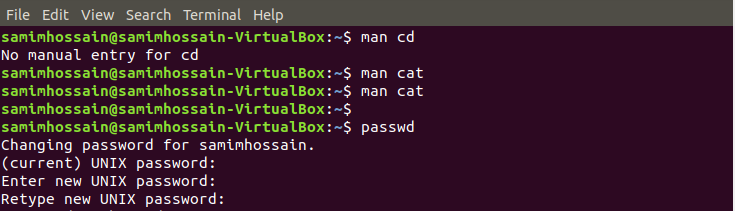 File Edit View Search Terminal Help
samimhossain@samimhossain-VirtualBox:~$ man cd
No manual entry for cd
samimhossain@samimhossain-VirtualBox:~$ man cat
samimhossain@samimhossain-VirtualBox:~$ man cat
samimhossain@samimhossain-VirtualBox:~$
samimhossain@samimhossain-VirtualBox:~$ passwd
Changing password for samimhossain.
(current) UNIX password:
Enter new UNIX password:
Retype new UNIX password: